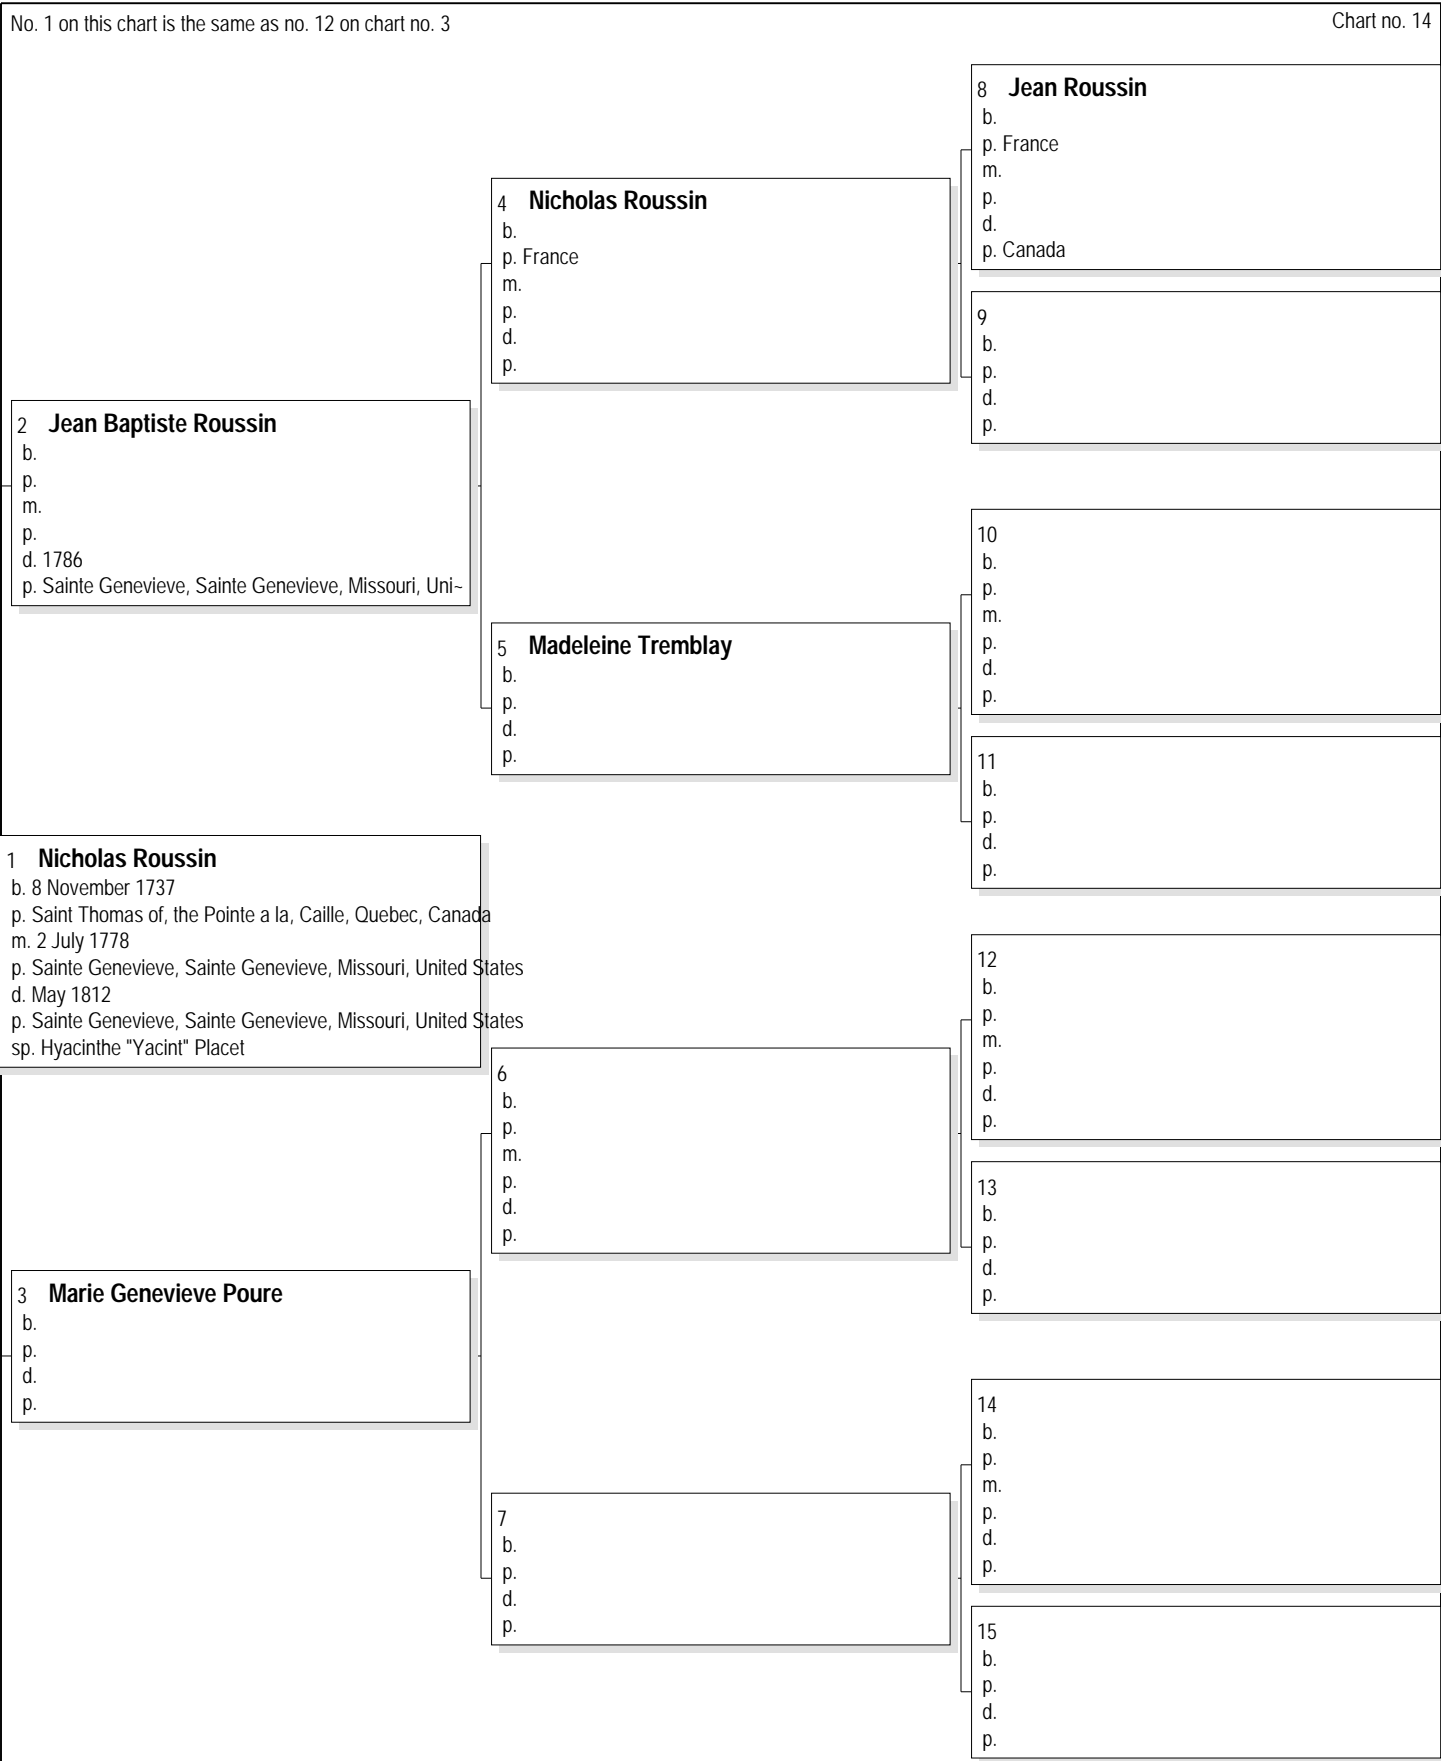 No. 1 on this chart is the same as no. 12 on chart no. 3
Chart no. 14
8 Jean Roussin
b.
p. France
m.
p.
d.
p. Canada
4 Nicholas Roussin
b.
p. France
m.
p.
d.
p.
9
b.
p.
d.
p.
2 Jean Baptiste Roussin
b.
p.
m.
p.
d. 1786
p. Sainte Genevieve, Sainte Genevieve, Missouri, Uni~
10
b.
p.
m.
p.
d.
p.
5 Madeleine Tremblay
b.
p.
d.
p.
11
b.
p.
d.
p.
1 Nicholas Roussin
b. 8 November 1737
p. Saint Thomas of, the Pointe a la, Caille, Quebec, Canada
m. 2 July 1778
p. Sainte Genevieve, Sainte Genevieve, Missouri, United States
d. May 1812
p. Sainte Genevieve, Sainte Genevieve, Missouri, United States
sp. Hyacinthe "Yacint" Placet
12
b.
p.
m.
p.
d.
p.
6
b.
p.
m.
p.
d.
p.
13
b.
p.
d.
p.
3 Marie Genevieve Poure
b.
p.
d.
p.
14
b.
p.
m.
p.
d.
p.
7
b.
p.
d.
p.
15
b.
p.
d.
p.